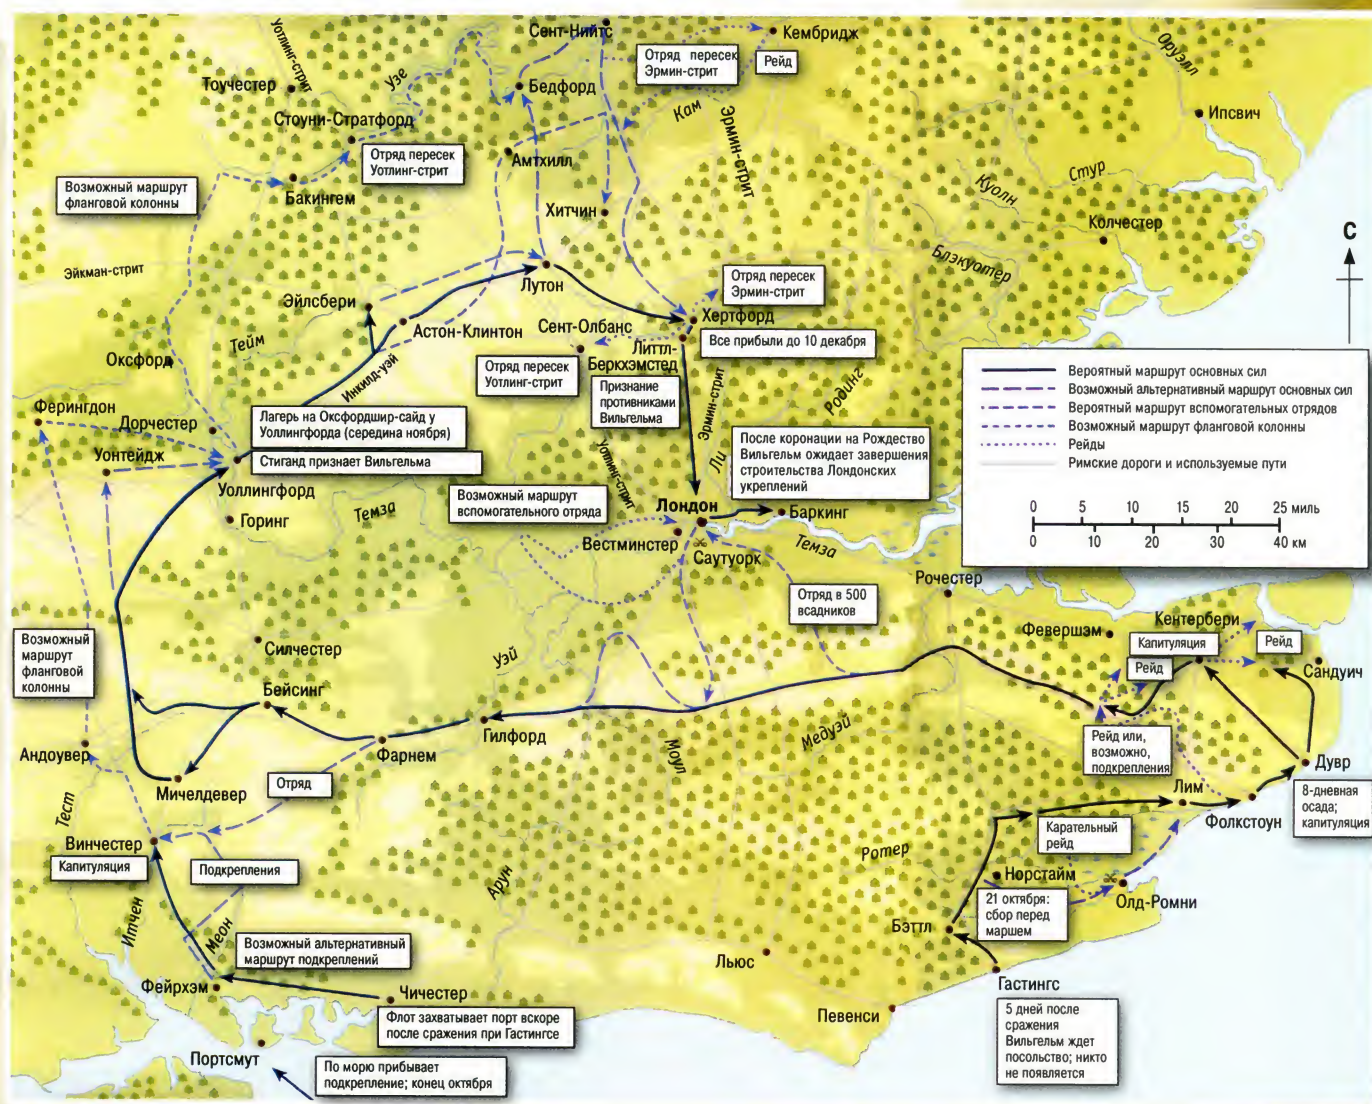 Сент-Нийтс
Кембридж
Уотлинг-стрит
Отряд пересек
Эрмин-стрит
Рейд
Оруэлл
Тоучестер
Узе
Бедфорд
Ипсвич
Стоуни-Стратфорд
Кам
Эрмин-стрит
Отряд пересек
Уотлинг-стрит
Амтхилл
Возможный маршрут
фланговой колонны
Бакингем
Стур
Куолн
Хитчин
Колчестер
С
Эйкман-стрит
Блэкуотер
Лутон
Отряд пересек
Эрмин-стрит
Эйлсбери
Хертфорд
Астон-Клинтон
Сент-Олбанс
Тейм
Все прибыли до 10 декабря
Литтл-
Беркхэмстед
Оксфорд
Отряд пересек
Уотлинг-стрит
Инкилд-уэй
Признание
противниками
Вильгельма
Эрмин-стрит
Родинг
Вероятный маршрут основных сил
Возможный альтернативный маршрут основных сил
Вероятный маршрут вспомогательных отрядов
Возможный маршрут фланговой колонны
Рейды
Римские дороги и используемые пути
0 5 10 15 20 25 миль
0 10 20 30 40 км
Ферингдон
Дорчестер
Лагерь на Оксфордшир-сайд у
Уоллингфорда (середина ноября)
Уонтейдж
Стиганд признает Вильгельма
Уоллингфорд
Уотлинг-стрит
Ли
После коронации на Рождество
Вильгельм ожидает завершения
строительства Лондонских
укреплений
Возможный маршрут
вспомогательного отряда
Лондон
Баркинг
Горинг
Темза
Вестминстер
Темза
Саутуорк
Рочестер
Отряд в 500
всадников
Февершэм
Кентербери
Капитуляция
Рейд
Рейд
Сандуич
Возможный
маршрут
фланговой
колонны
Силчестер
Уэй
Бейсинг
Гилфорд
Медуэй
Моул
Рейд или,
возможно,
подкрепления
Андоувер
Фарнем
Дувр
Отряд
Мичелдевер
Лим
8-дневная
осада;
капитуляция
Тест
Фолкстоун
Карательный
рейд
Винчестер
Капитуляция
Подкрепления
Ротер
Арун
Норстайм
Олд-Ромни
21 октября:
сбор перед
маршем
Итчен
Меон
Бэттл
Возможный альтернативный
маршрут подкреплений
Льюс
Фейрхэм
Чичестер
Гастингс
Флот захватывает порт вскоре
после сражения при Гастингсе
Певенси
5 дней после
сражения
Вильгельм ждет
посольство; никто
не появляется
Портсмут
По морю прибывает
подкрепление; конец октября